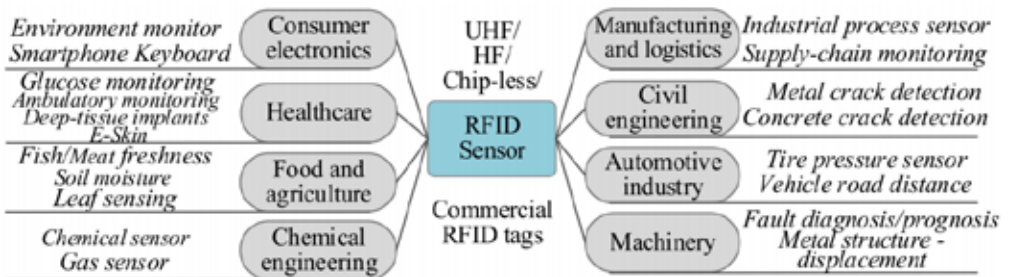 Environment monitor
Smartphone Keyboard
Consumer
electronics
Glucose monitoring
Ambulatory monitoring
Deep-tissue implants
E-Skin
Healthcare
Fish/Meat freshness
Soil moisture
Leaf sensing
Food and
agriculture
Chemical sensor
Gas sensor
Chemical
engineering
UHF/
HF/
Chip-less/
RFID
Sensor
Commercial
RFID tags
Manufacturing
and logistics
Industrial process sensor
Supply-chain monitoring
Civil
engineering
Metal crack detection
Concrete crack detection
Automotive
industry
Tire pressure sensor
Vehicle road distance
Machinery
Fault diagnosis/prognosis
Metal structure -
displacement